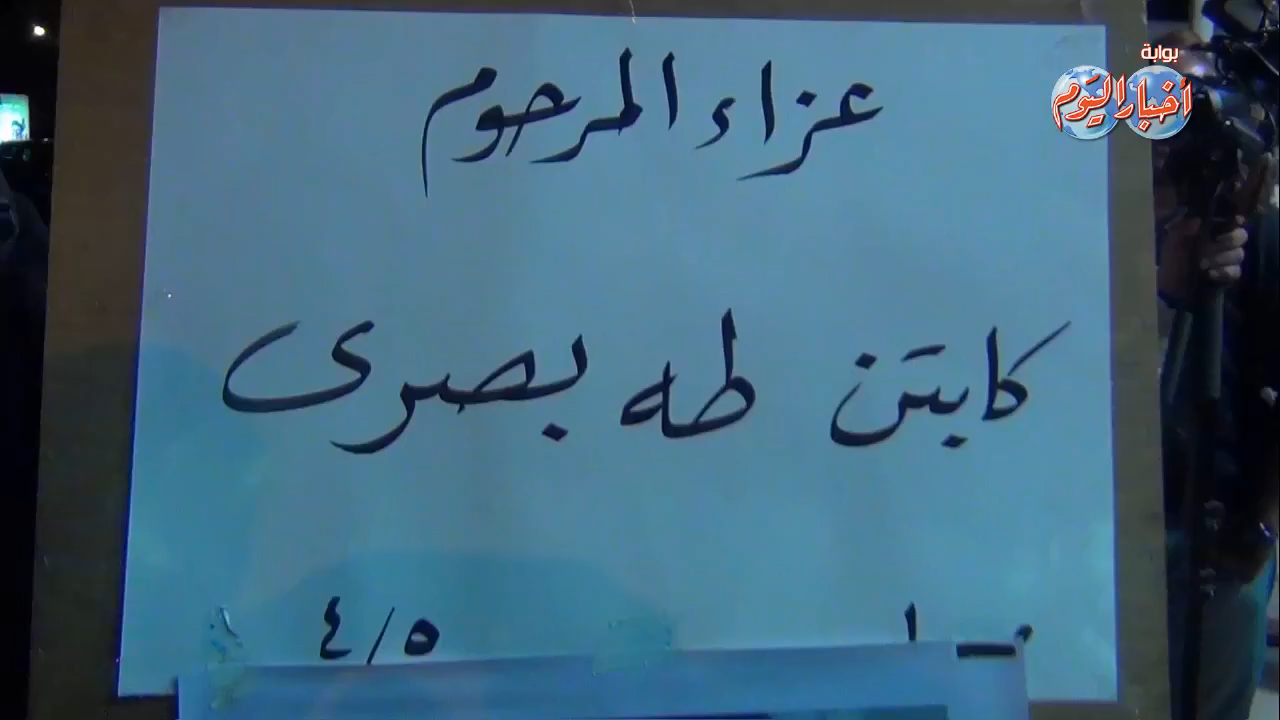 بوابة
أخبار اليوم
عزاء المرحوم
كابتن طه بصرى
٤/٥